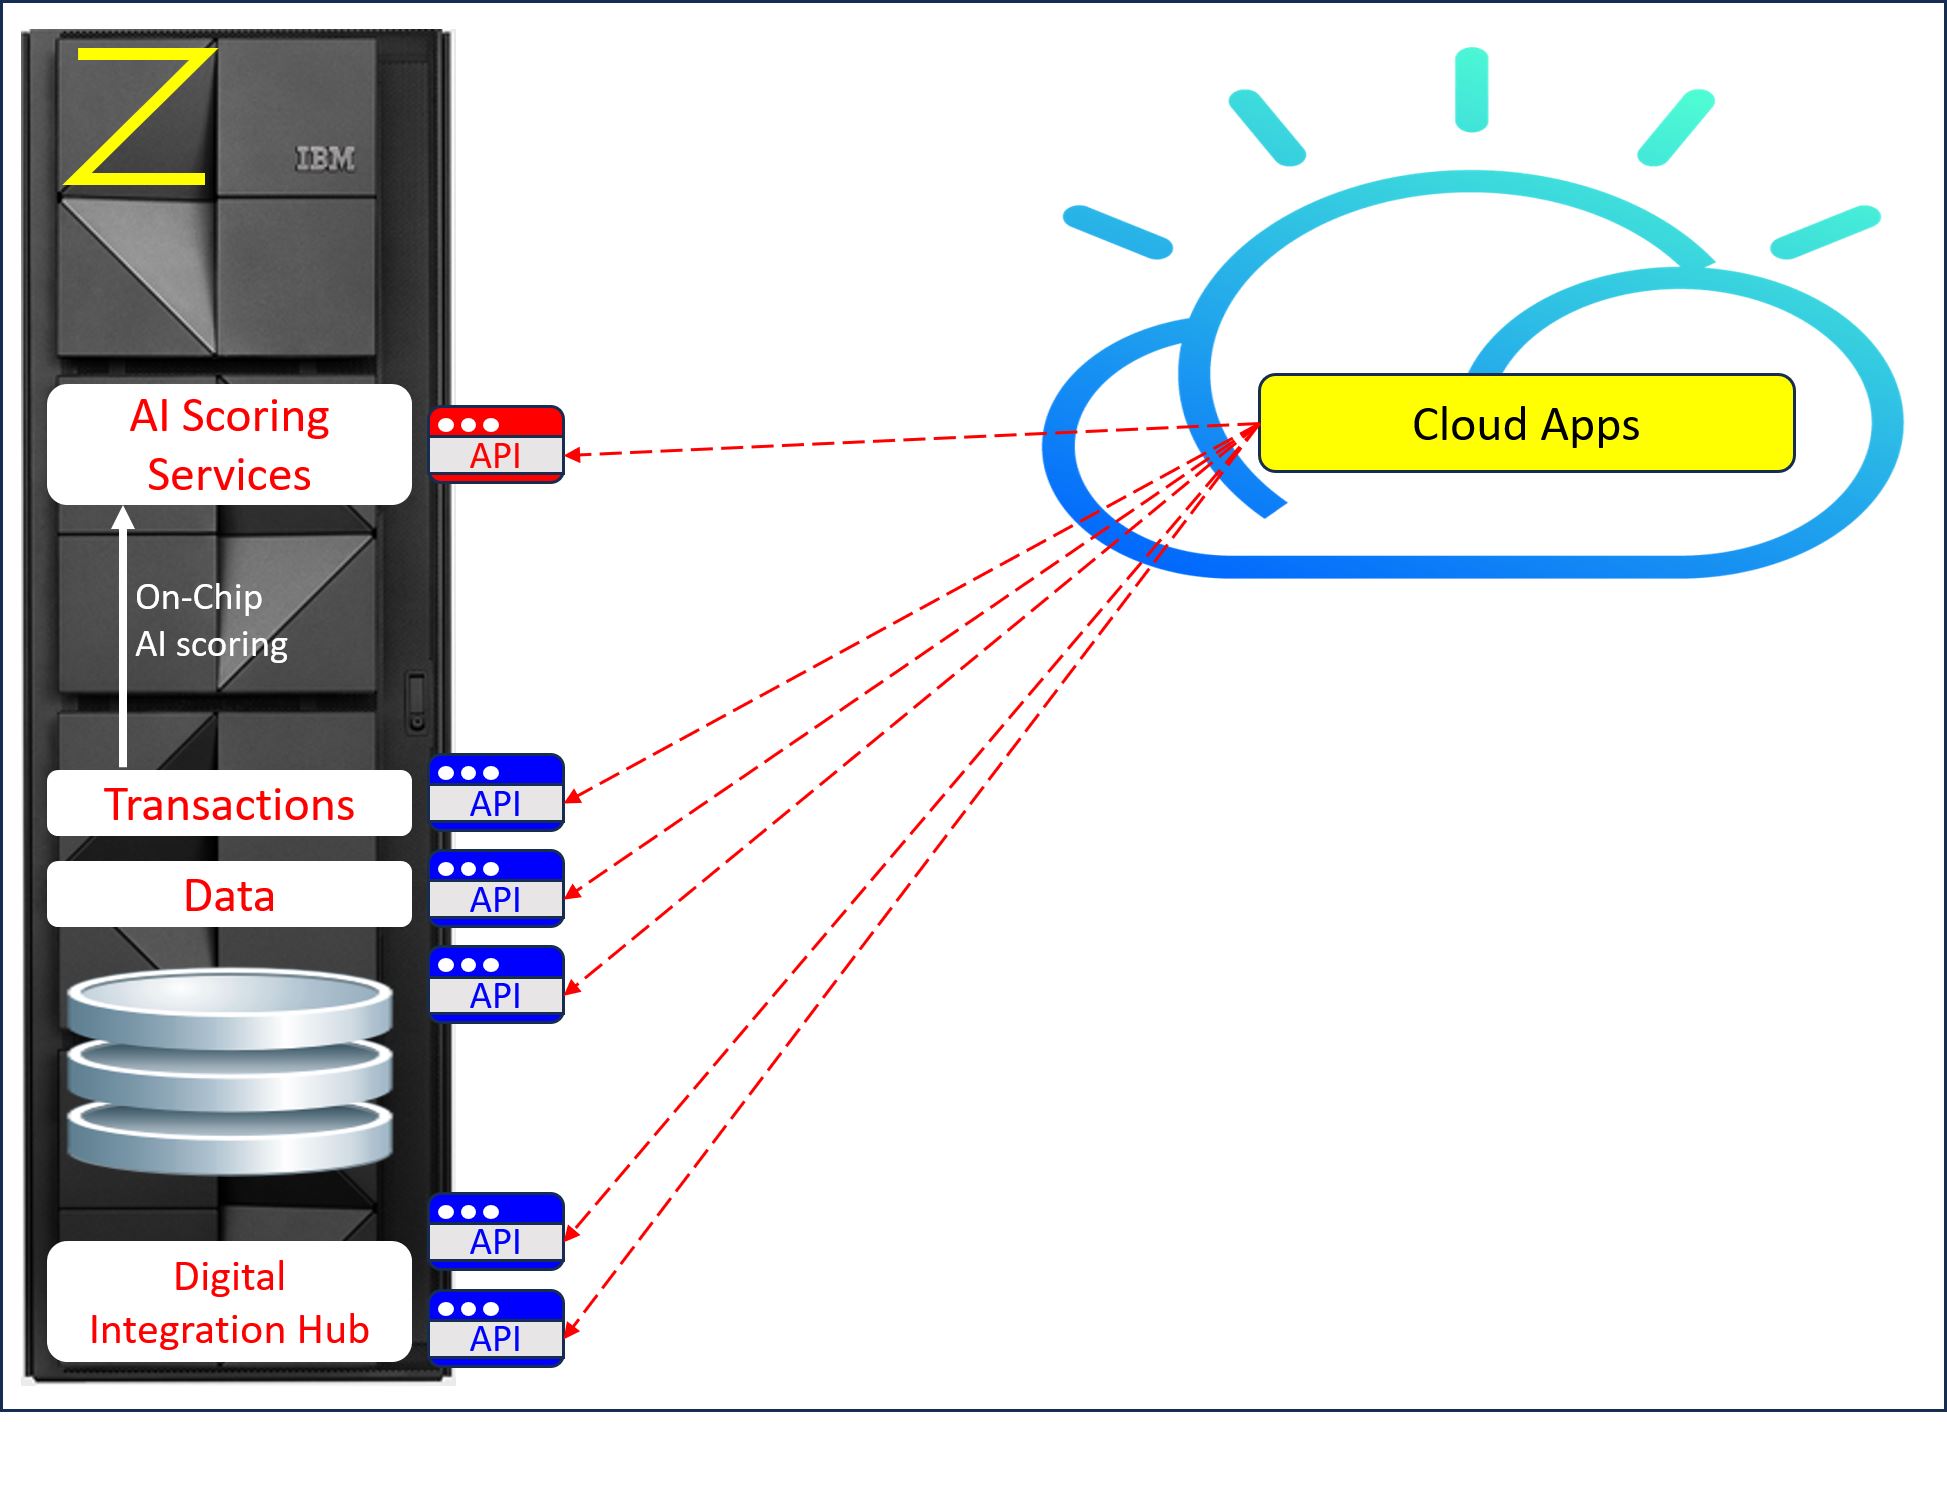 Z
IBM
AI Scoring
Services
API
Cloud Apps
On-Chip
AI scoring
Transactions
API
Data
API
API
API
Digital
Integration Hub
API